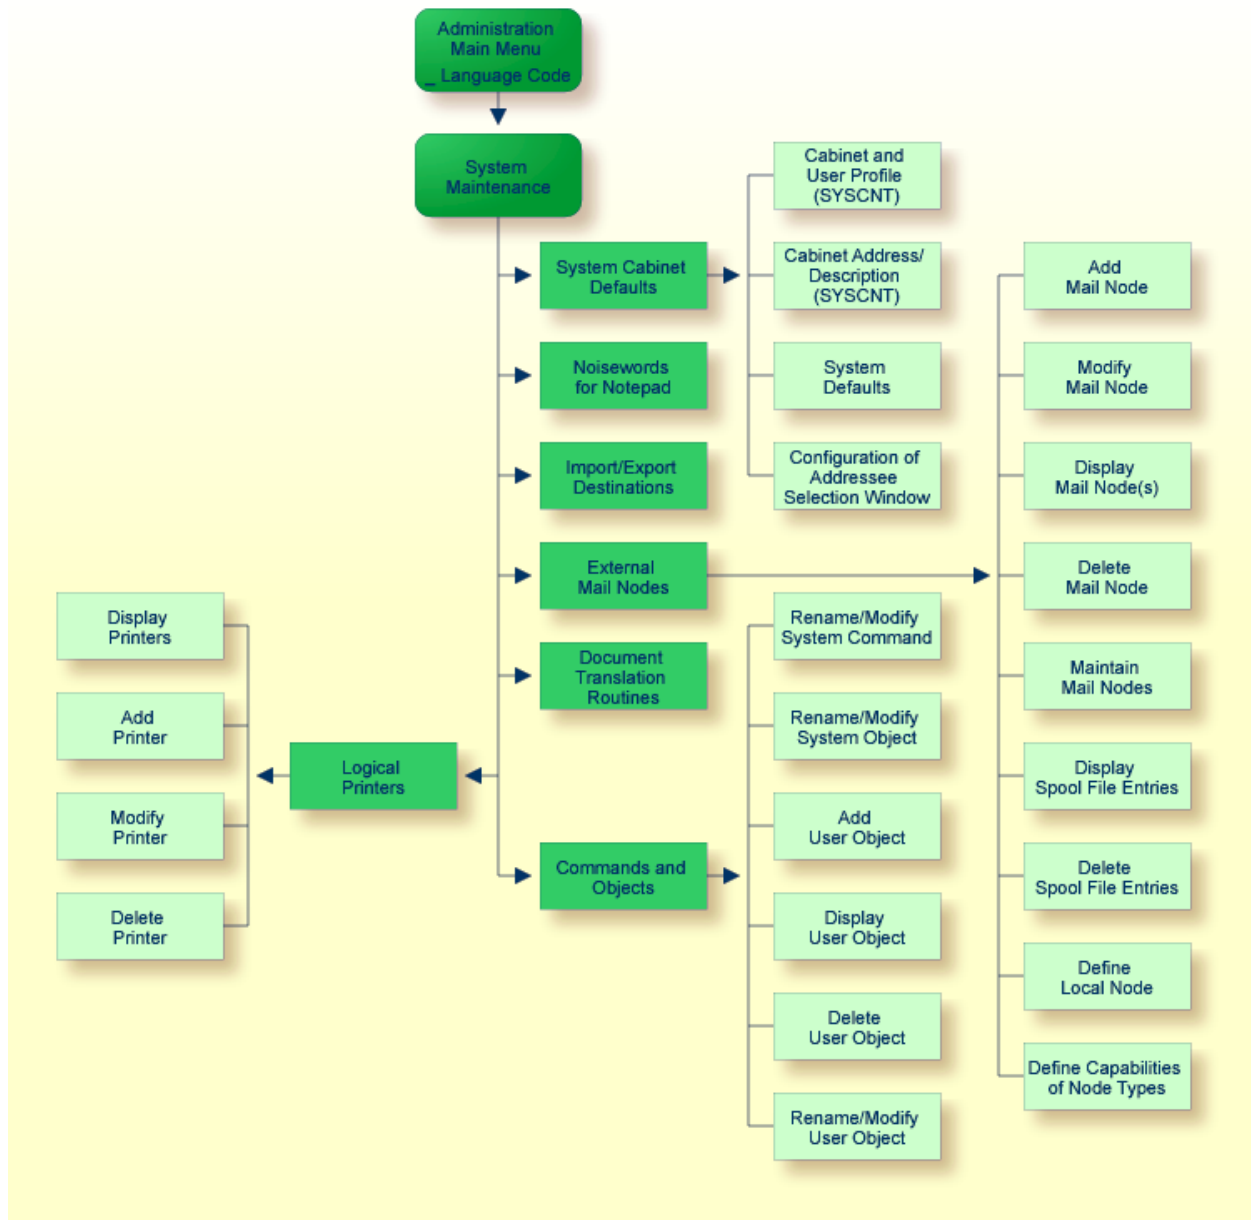 Administration
Main Menu
_ Language Code
System
Maintenance
Cabinet and
User Profile
(SYSCNT)
System Cabinet
Defaults
Cabinet Address/
Description
(SYSCNT)
Add
Mail Node
Noisewords
for Notepad
System
Defaults
Modify
Mail Node
Import/Export
Destinations
Configuration of
Addressee
Selection Window
Display
Mail Node(s)
External
Mail Nodes
Delete
Mail Node
Display
Printers
Rename/Modify
System Command
Document
Translation
Routines
Maintain
Mail Nodes
Add
Printer
Rename/Modify
System Object
Logical
Printers
Display
Spool File Entries
Modify
Printer
Add
User Object
Commands and
Objects
Delete
Spool File Entries
Delete
Printer
Display
User Object
Define
Local Node
Delete
User Object
Define Capabilities
of Node Types
Rename/Modify
User Object